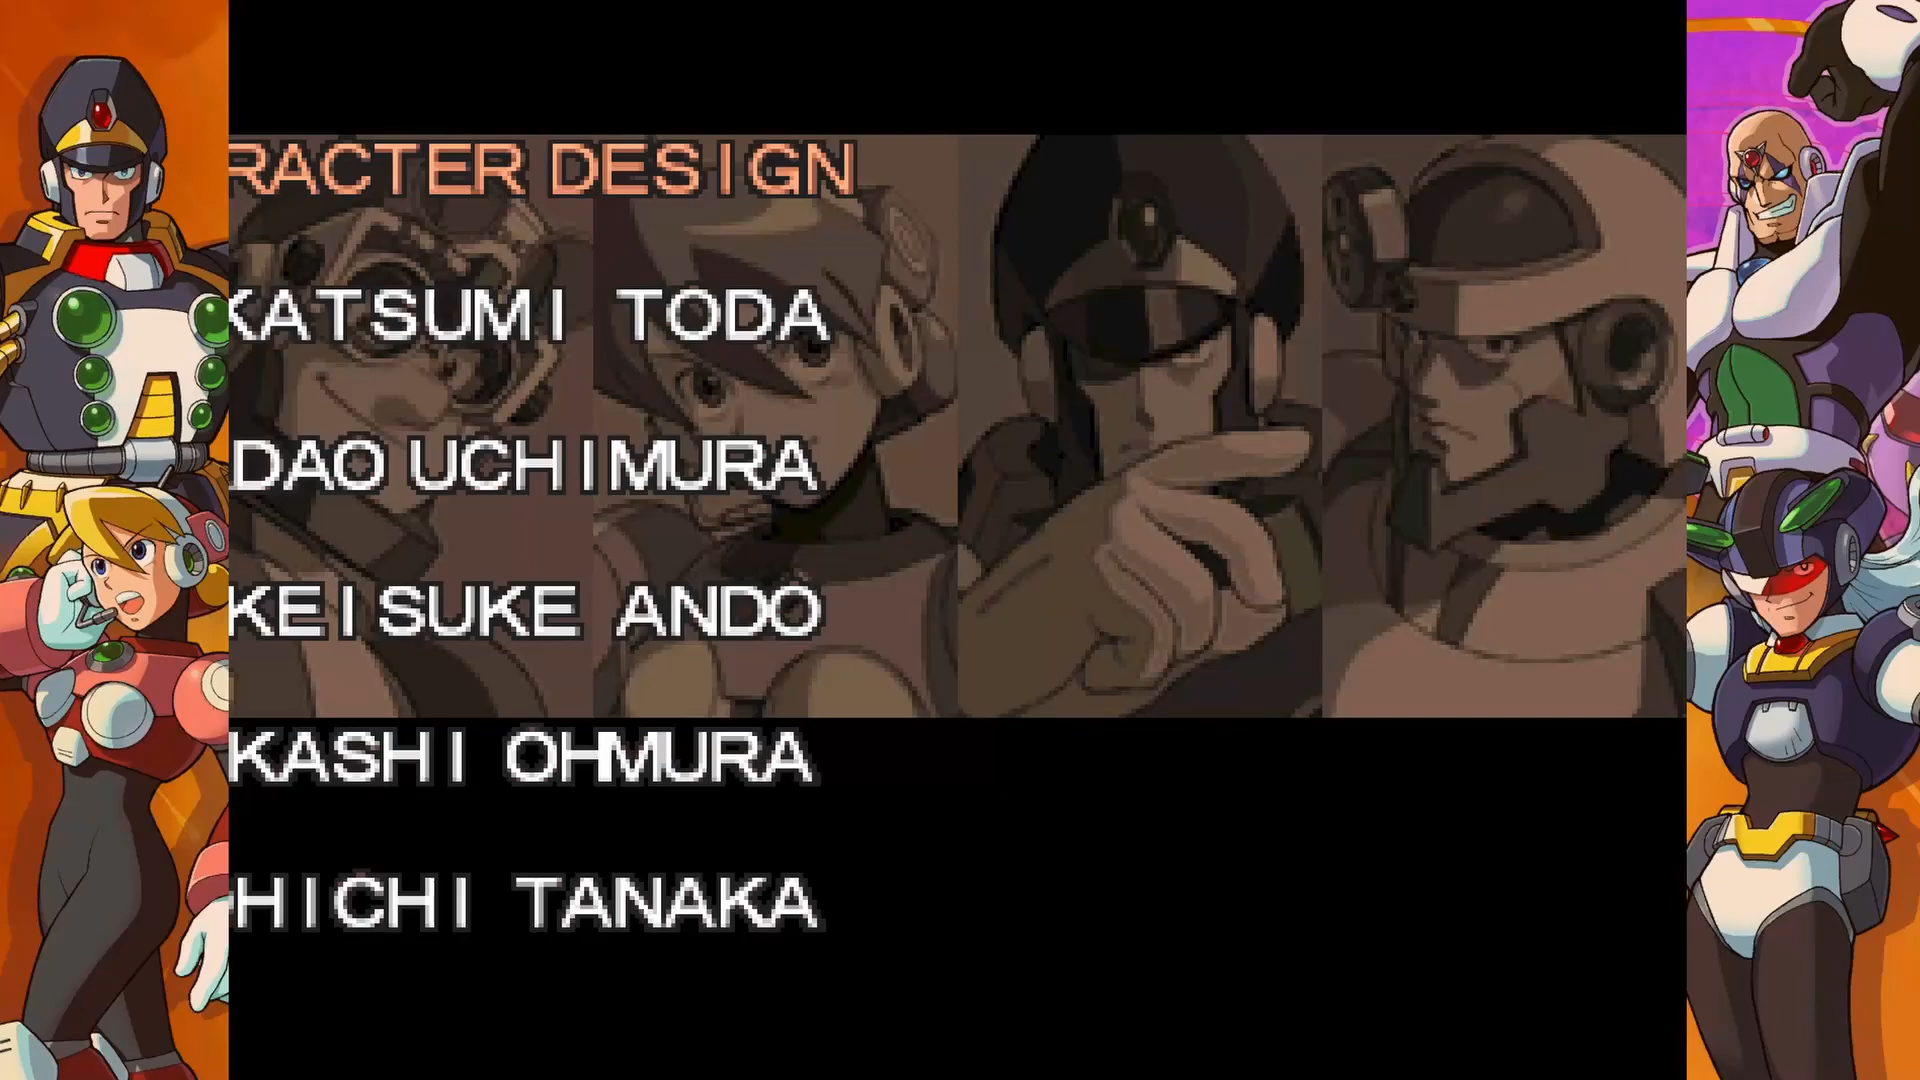 RACTER DESIGN
KATSUMI TODA
DAO UCHIMURA
KEISUKE ANDO
KASHI OHMURA
HICHI TANAKA